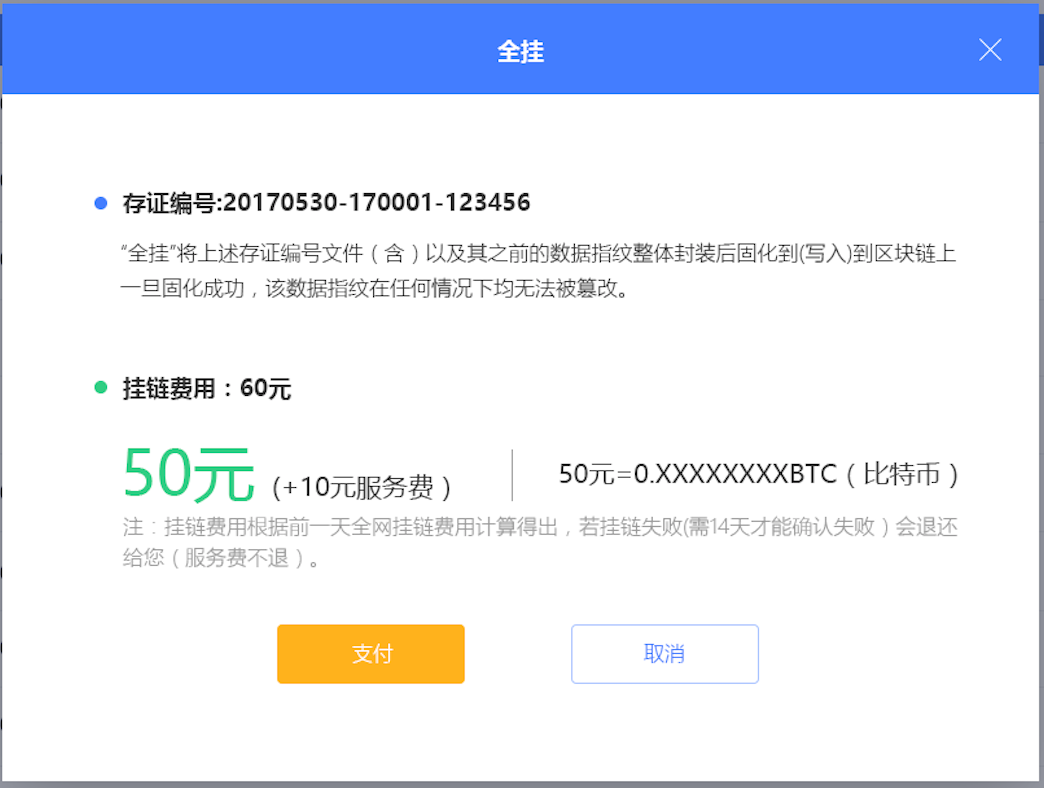 全挂
存证编号:20170530-170001-123456
“全挂”将上述存证编号文件（含）以及其之前的数据指纹整体封装后固化到(写入)到区块链上
一旦固化成功，该数据指纹在任何情况下均无法被篡改。
挂链费用：60元
50元 (+10元服务费）
50元=0.XXXXXXXXBTC（比特币）
注：挂链费用根据前一天全网挂链费用计算得出，若挂链失败(需14天才能确认失败）会退还
给您（服务费不退）。
支付
取消